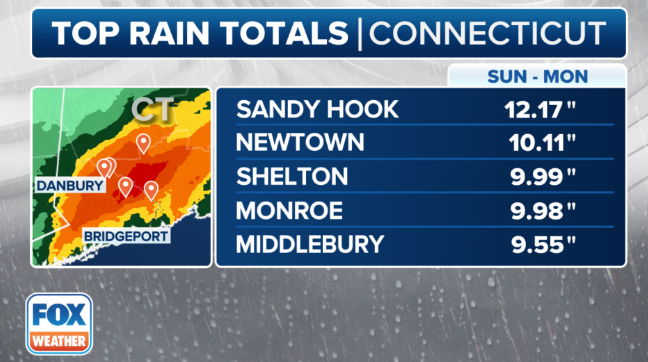 TOP RAIN TOTALS | CONNECTICUT
SUN - MON
CT
DANBURY
BRIDGEPORT
SANDY HOOK 12.17"
NEWTOWN 10.11"
SHELTON 9.99"
MONROE 9.98"
MIDDLEBURY 9.55"
FOX
WEATHER